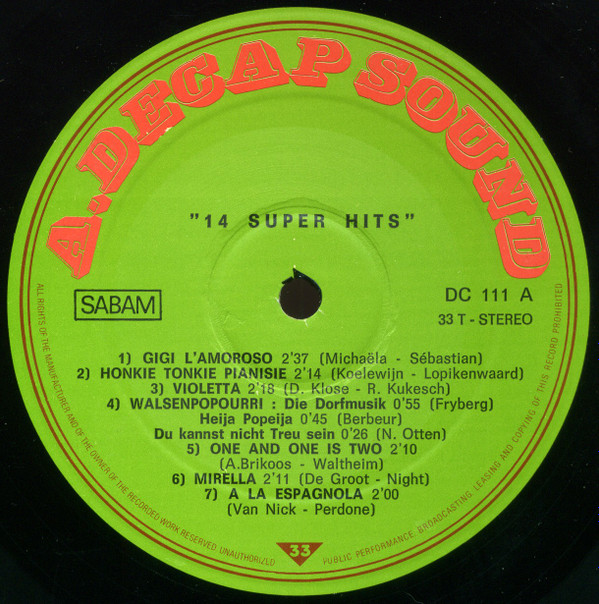 A. DECAP SOUND
"14 SUPER HITS"
SABAM
DC 111 A
33 T - STEREO
1) GIGI L'AMOROSO 2'37 (Michaëla - Sébastian)
2) HONKIE TONKIE PIANISIE 2'14 (Koelewijn - Lopikenwaard)
3) VIOLETTA 2'18 (D. Klose - R. Kukesch)
4) WALSENPOPOURRI : Die Dorfmusik 0'55 (Fryberg)
Heija Popeija 0'45 (Berbeur)
Du kannst nicht Treu sein 0'26 (N. Otten)
5) ONE AND ONE IS TWO 2'10
(A.Brikoos - Waltheim)
6) MIRELLA 2'11 (De Groot - Night)
7) A LA ESPAGNOLA 2'00
(Van Nick - Perdone)
33
ALL RIGHTS OF THE MANUFACTURER AND OF THE OWNER OF THE RECORDED WORK RESERVED UNAUTHORIZED PUBLIC PERFORMANCE, BROADCASTING, LEASING AND COPYING OF THIS RECORD PROHIBITED